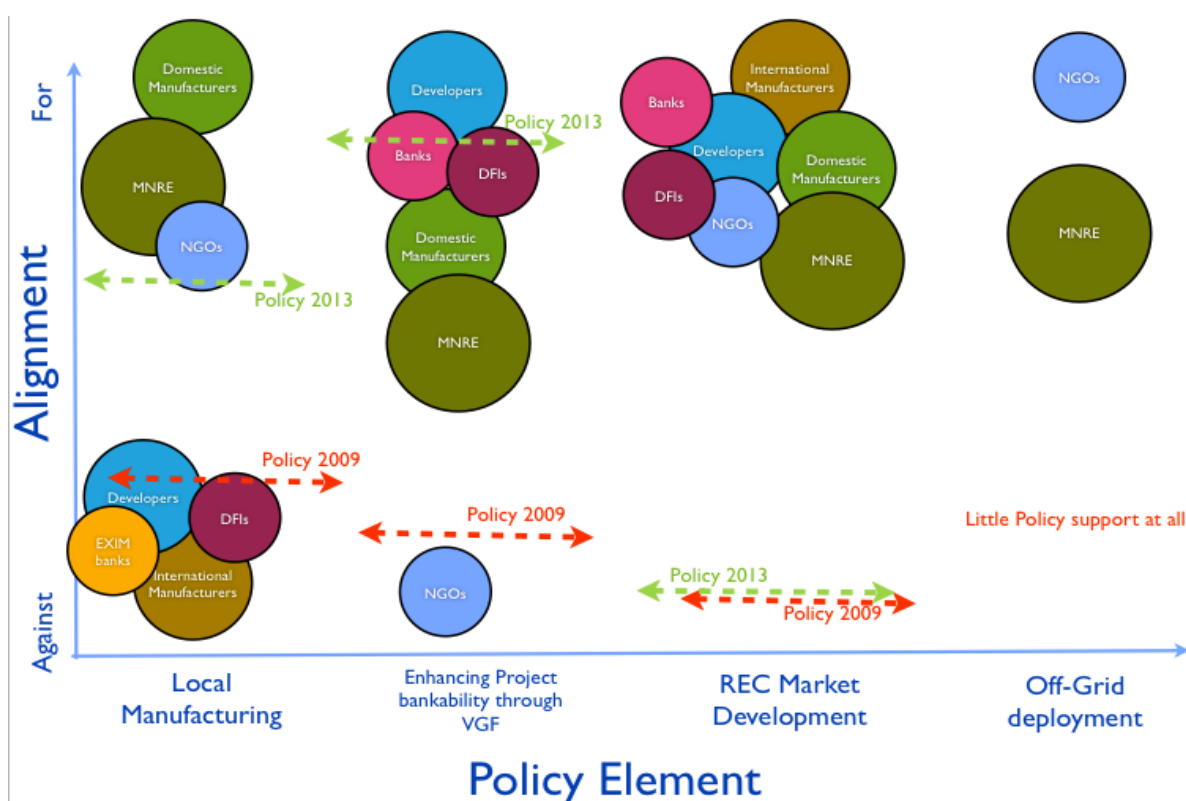 Alignment
For
Against
Domestic
Manufacturers
MNRE
NGOs
Policy 2013
Policy 2009
Developers
DFIs
EXIM
banks
International
Manufacturers
Developers
Policy 2013
Banks
DFIs
Domestic
Manufacturers
MNRE
Policy 2009
NGOs
International
Manufacturers
Banks
Developers
Domestic
Manufacturers
DFIs
NGOs
MNRE
Policy 2013
Policy 2009
NGOs
MNRE
Little Policy support at all
Local
Manufacturing
Enhancing Project
bankability through
VGF
REC Market
Development
Off-Grid
deployment
Policy Element